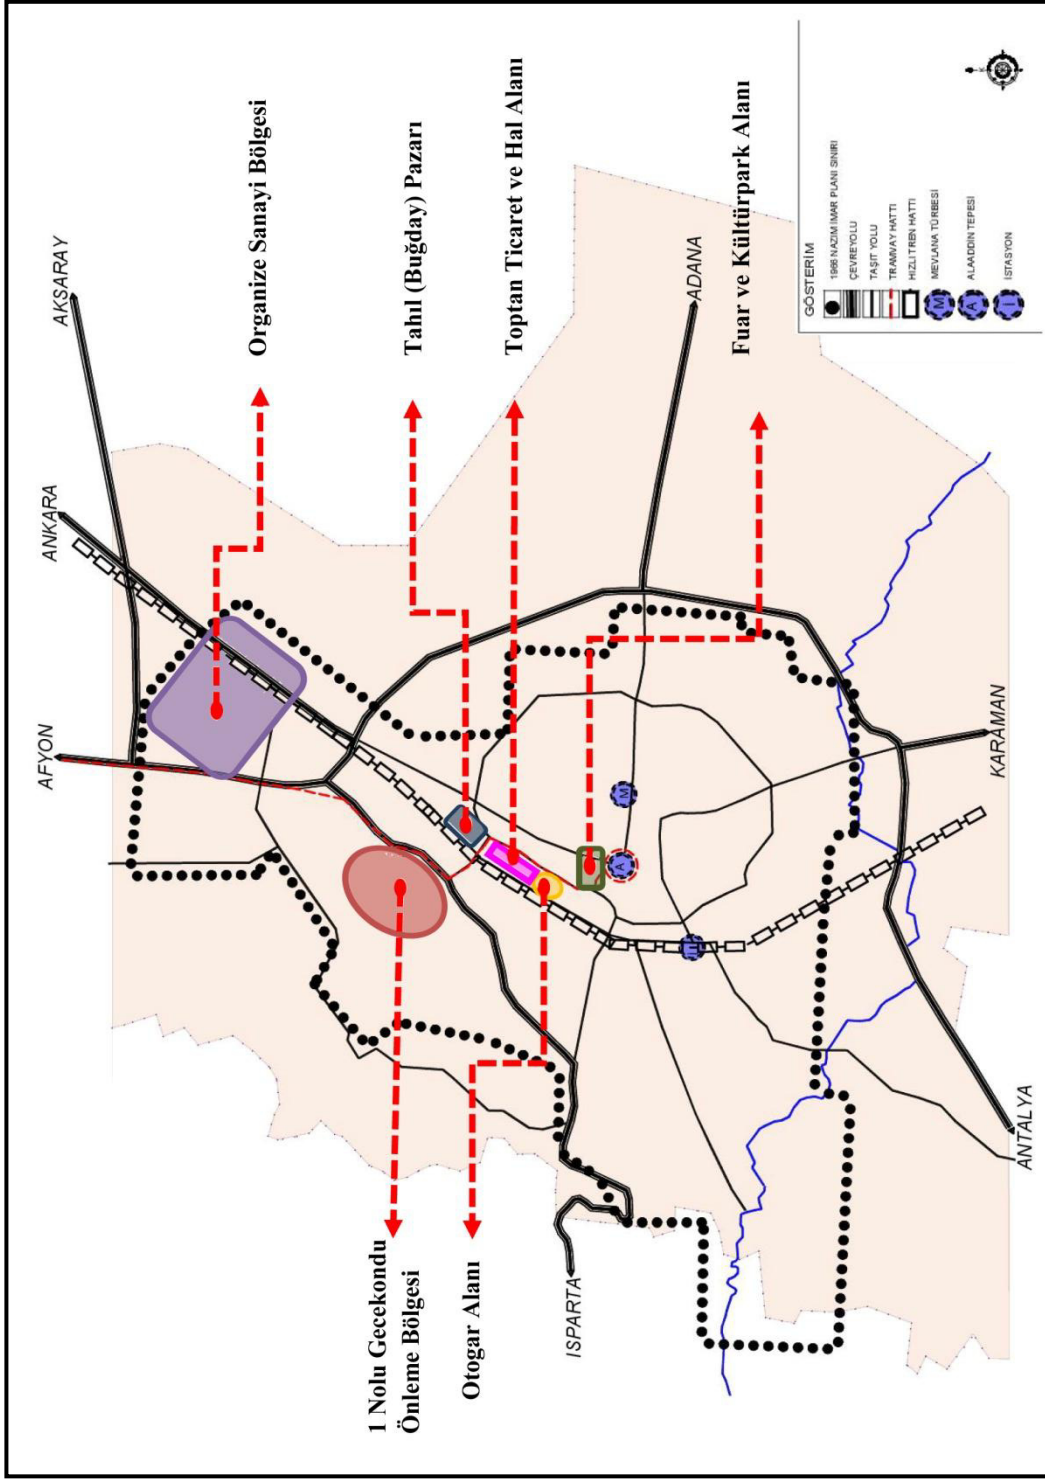 AFYON
ANKARA
AKSARAY
Organize Sanayi Bölgesi
Tahıl (Buğday) Pazarı
Toptan Ticaret ve Hal Alanı
Fuar ve Kültürpark Alanı
1 Nolu Gecekondu
Önleme Bölgesi
Otogar Alanı
ISPARTA
ADANA
KARAMAN
ANTALYA
M
A
İ
GÖSTERİM
1966 NAZIM İMAR PLANI SINIRI
ÇEVREYOLU
TAŞIT YOLU
TRAMVAY HATTI
HIZLI TREN HATTI
M MEVLANA TÜRBESİ
A ALAADDİN TEPESİ
İ İSTASYON
K